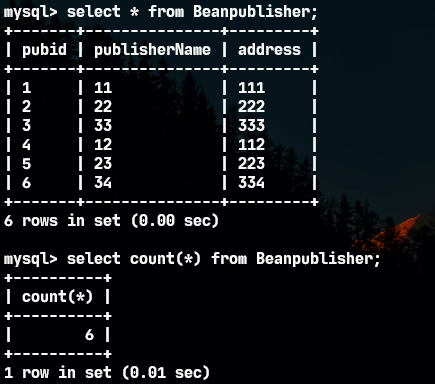 mysql> select * from Beanpublisher;
+-------+---------------+---------+
| pubid | publisherName | address |
+-------+---------------+---------+
| 1     | 11            | 111     |
| 2     | 22            | 222     |
| 3     | 33            | 333     |
| 4     | 12            | 112     |
| 5     | 23            | 223     |
| 6     | 34            | 334     |
+-------+---------------+---------+
6 rows in set (0.00 sec)

mysql> select count(*) from Beanpublisher;
+----------+
| count(*) |
+----------+
|        6 |
+----------+
1 row in set (0.01 sec)